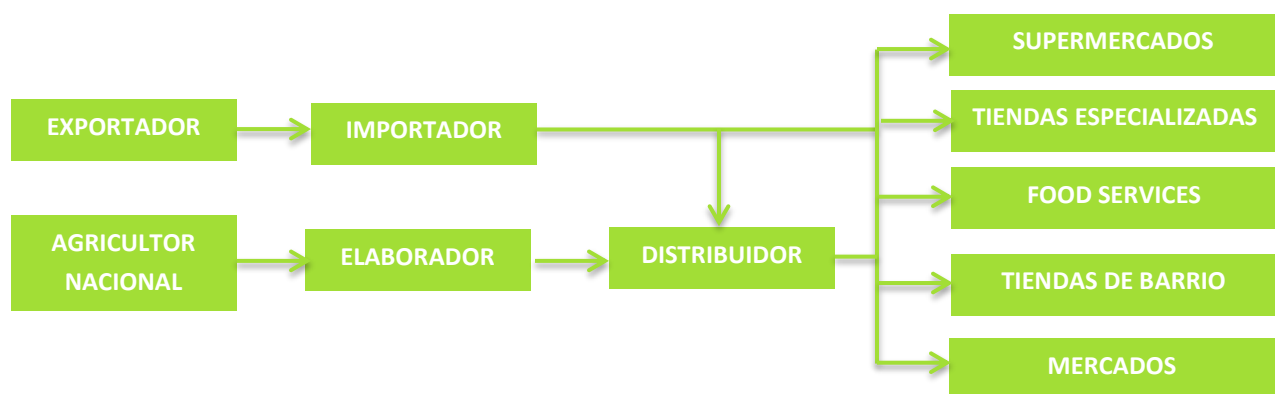 SUPERMERCADOS
EXPORTADOR
IMPORTADOR
TIENDAS ESPECIALIZADAS
FOOD SERVICES
AGRICULTOR
NACIONAL
ELABORADOR
DISTRIBUIDOR
TIENDAS DE BARRIO
MERCADOS